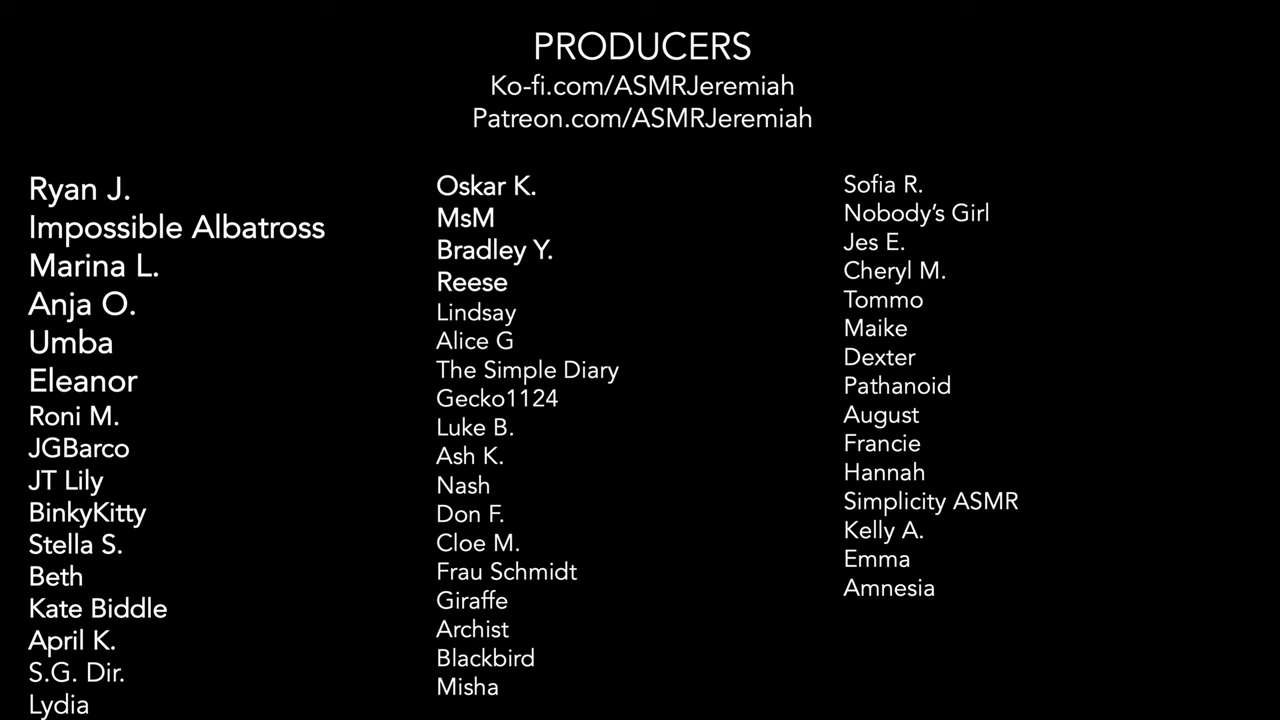 PRODUCERS
Ko-fi.com/ASMRJeremiah
Patreon.com/ASMRJeremiah
Ryan J.
Impossible Albatross
Marina L.
Anja O.
Umba
Eleanor
Roni M.
JGBarco
JT Lily
BinkyKitty
Stella S.
Beth
Kate Biddle
April K.
S.G. Dir.
Lydia
Oskar K.
MsM
Bradley Y.
Reese
Lindsay
Alice G
The Simple Diary
Gecko1124
Luke B.
Ash K.
Nash
Don F.
Cloe M.
Frau Schmidt
Giraffe
Archist
Blackbird
Misha
Sofia R.
Nobody’s Girl
Jes E.
Cheryl M.
Tommo
Maike
Dexter
Pathanoid
August
Francie
Hannah
Simplicity ASMR
Kelly A.
Emma
Amnesia